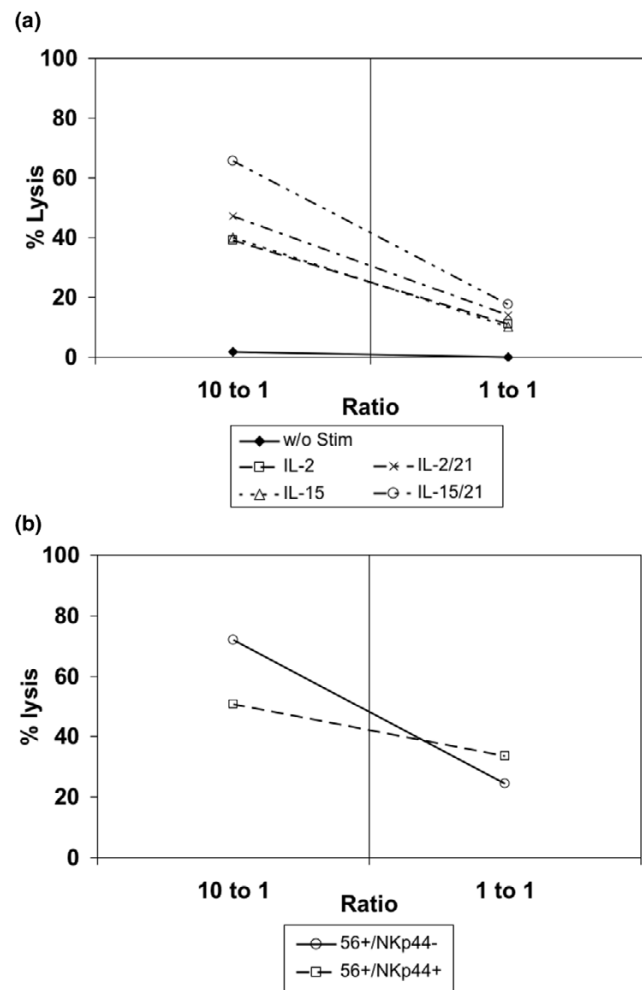 (a)
100
80
60
40
20
0
% Lysis
10 to 1
1 to 1
Ratio
w/o Stim
IL-2
IL-2/21
IL-15
IL-15/21
(b)
100
80
60
40
20
0
% lysis
10 to 1
1 to 1
Ratio
56+/NKp44-
56+/NKp44+